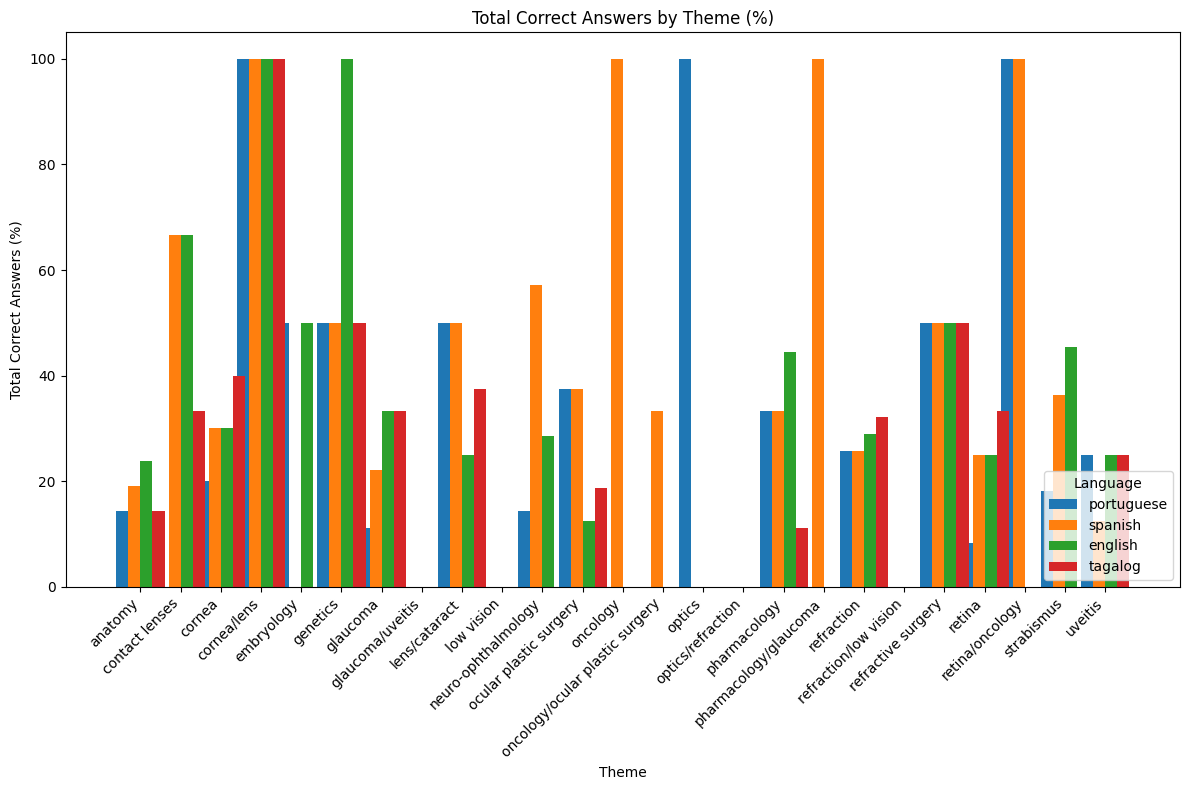 Total Correct Answers by Theme (%)
Total Correct Answers (%)
100
80
60
40
20
0
anatomy
contact lenses
cornea
cornea/lens
embryology
genetics
glaucoma
glaucoma/uveitis
lens/cataract
low vision
neuro-ophthalmology
ocular plastic surgery
oncology
oncology/ocular plastic surgery
optics
optics/refraction
pharmacology
pharmacology/glaucoma
refraction
refraction/low vision
refractive surgery
retina
retina/oncology
strabismus
uveitis
Theme
Language
portuguese
spanish
english
tagalog